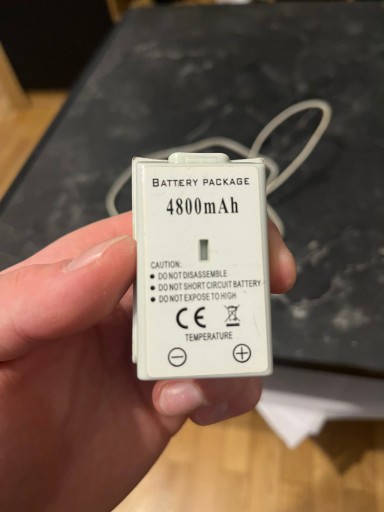 BATTERY PACKAGE
4800mAh
CAUTION:
● DO NOT DISASSEMBLE
● DO NOT SHORT CIRCUIT BATTERY
● DO NOT EXPOSE TO HIGH
CE
TEMPERATURE
- +